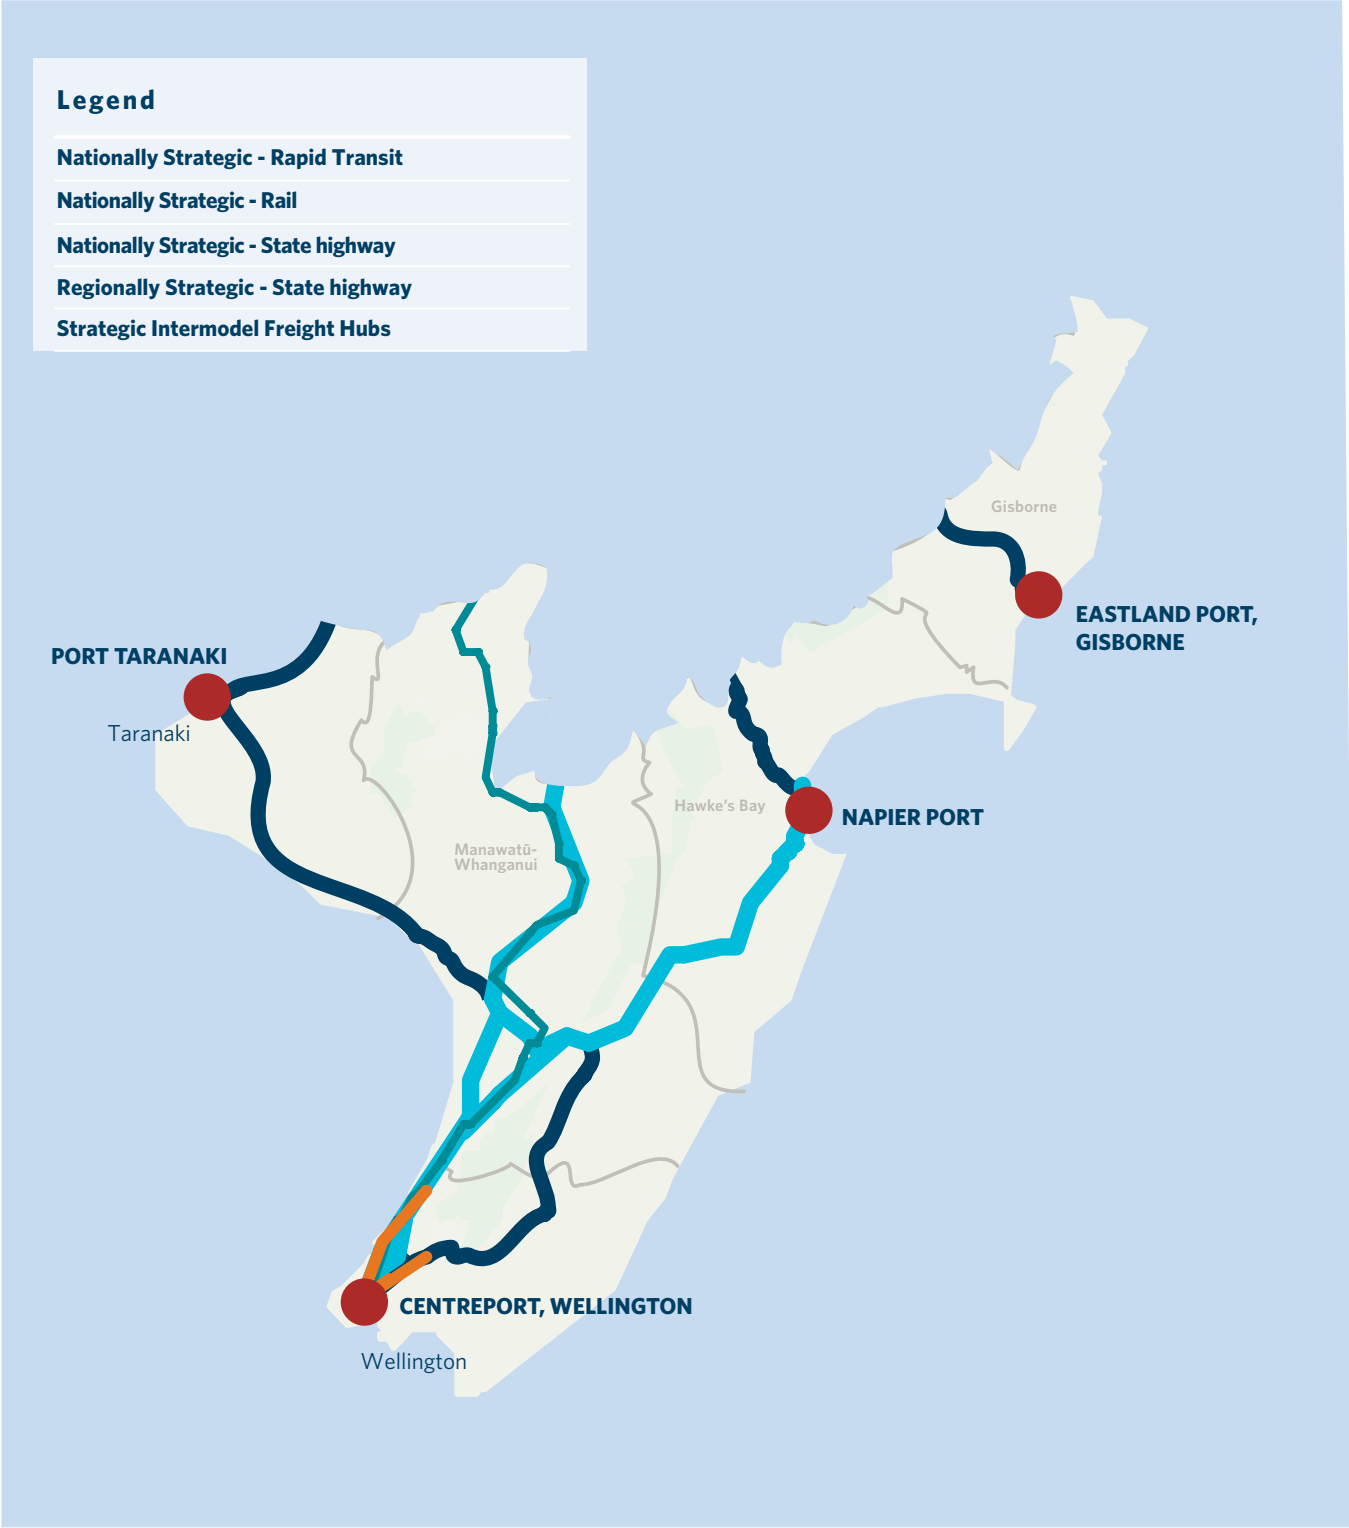 Legend
Nationally Strategic - Rapid Transit
Nationally Strategic - Rail
Nationally Strategic - State highway
Regionally Strategic - State highway
Strategic Intermodel Freight Hubs
Gisborne
EASTLAND PORT,
GISBORNE
PORT TARANAKI
Taranaki
Hawke's Bay
NAPIER PORT
Manawatū-
Whanganui
CENTREPORT, WELLINGTON
Wellington